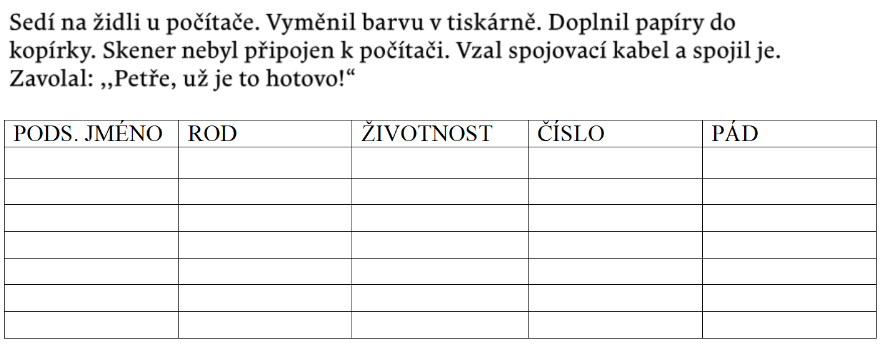 Sedí na židli u počítače. Vyměnil barvu v tiskárně. Doplnil papíry do
kopírky. Skener nebyl připojen k počítači. Vzal spojovací kabel a spojil je.
Zavolal: ,,Petře, už je to hotovo!“
PODS. JMÉNO ROD ŽIVOTNOST ČÍSLO PÁD